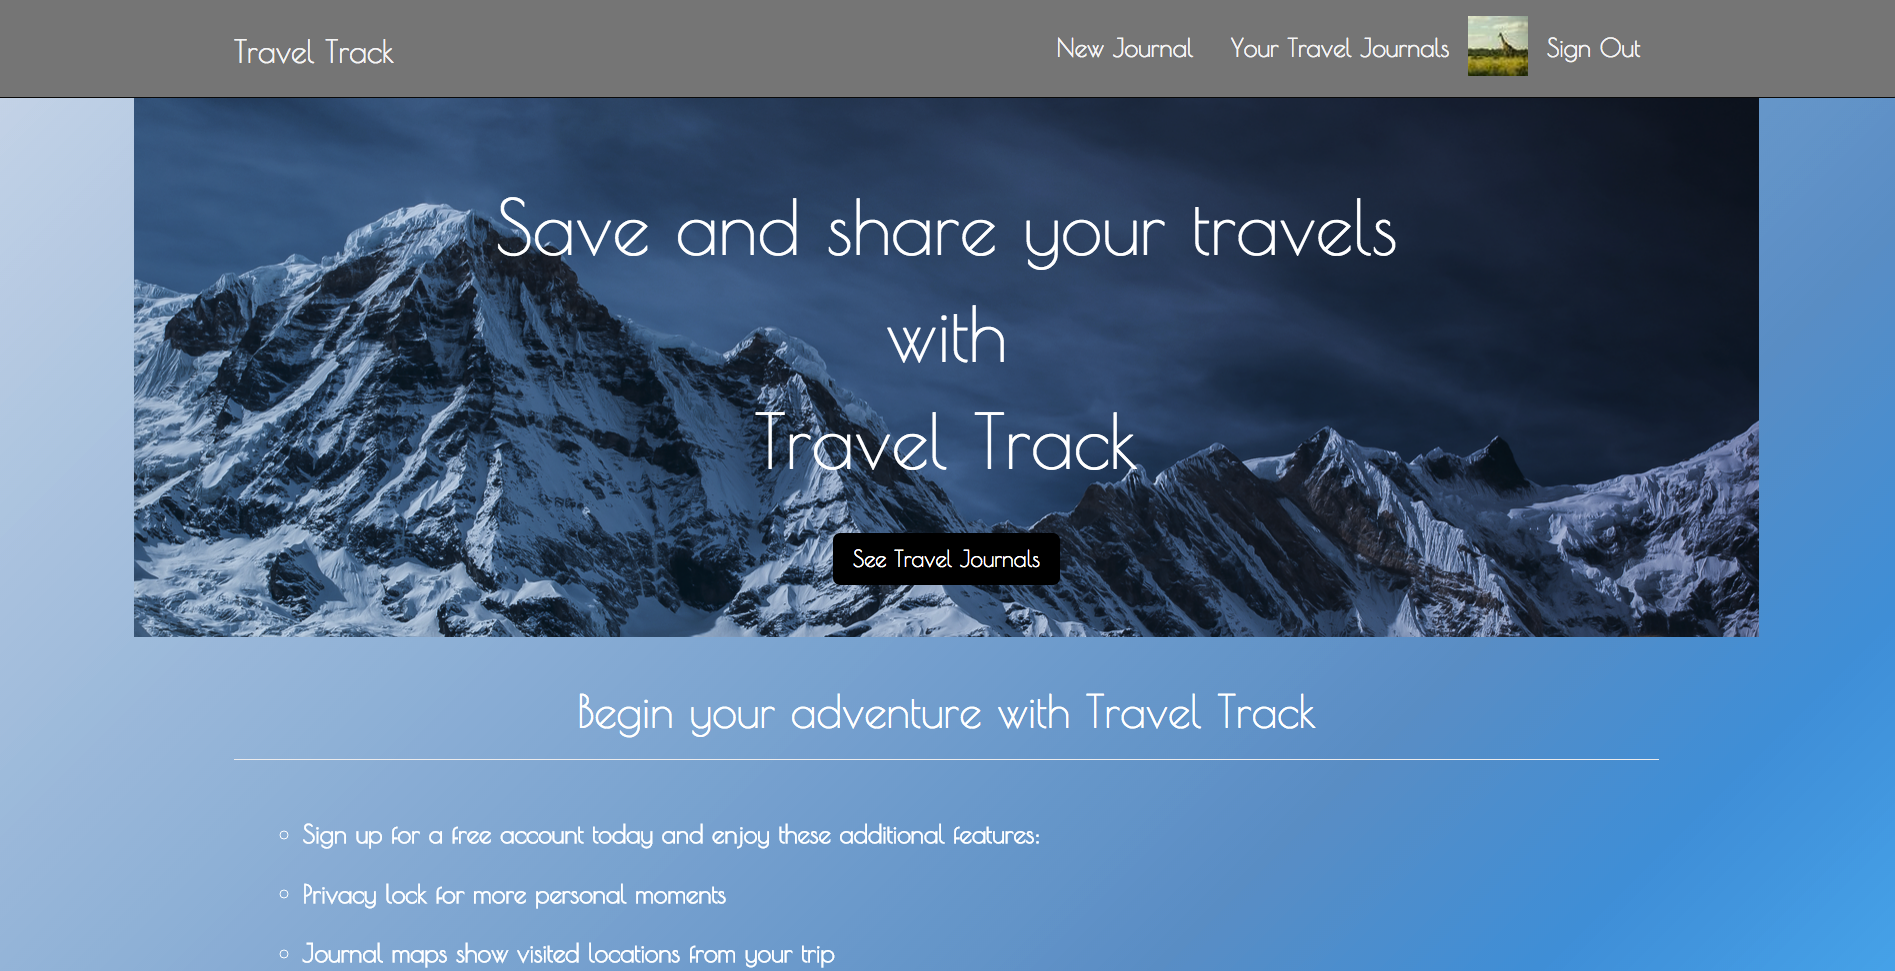 Travel Track
New Journal
Your Travel Journals
Sign Out
Save and share your travels
with
Travel Track
See Travel Journals
Begin your adventure with Travel Track
Sign up for a free account today and enjoy these additional features:
Privacy lock for more personal moments
Journal maps show visited locations from your trip